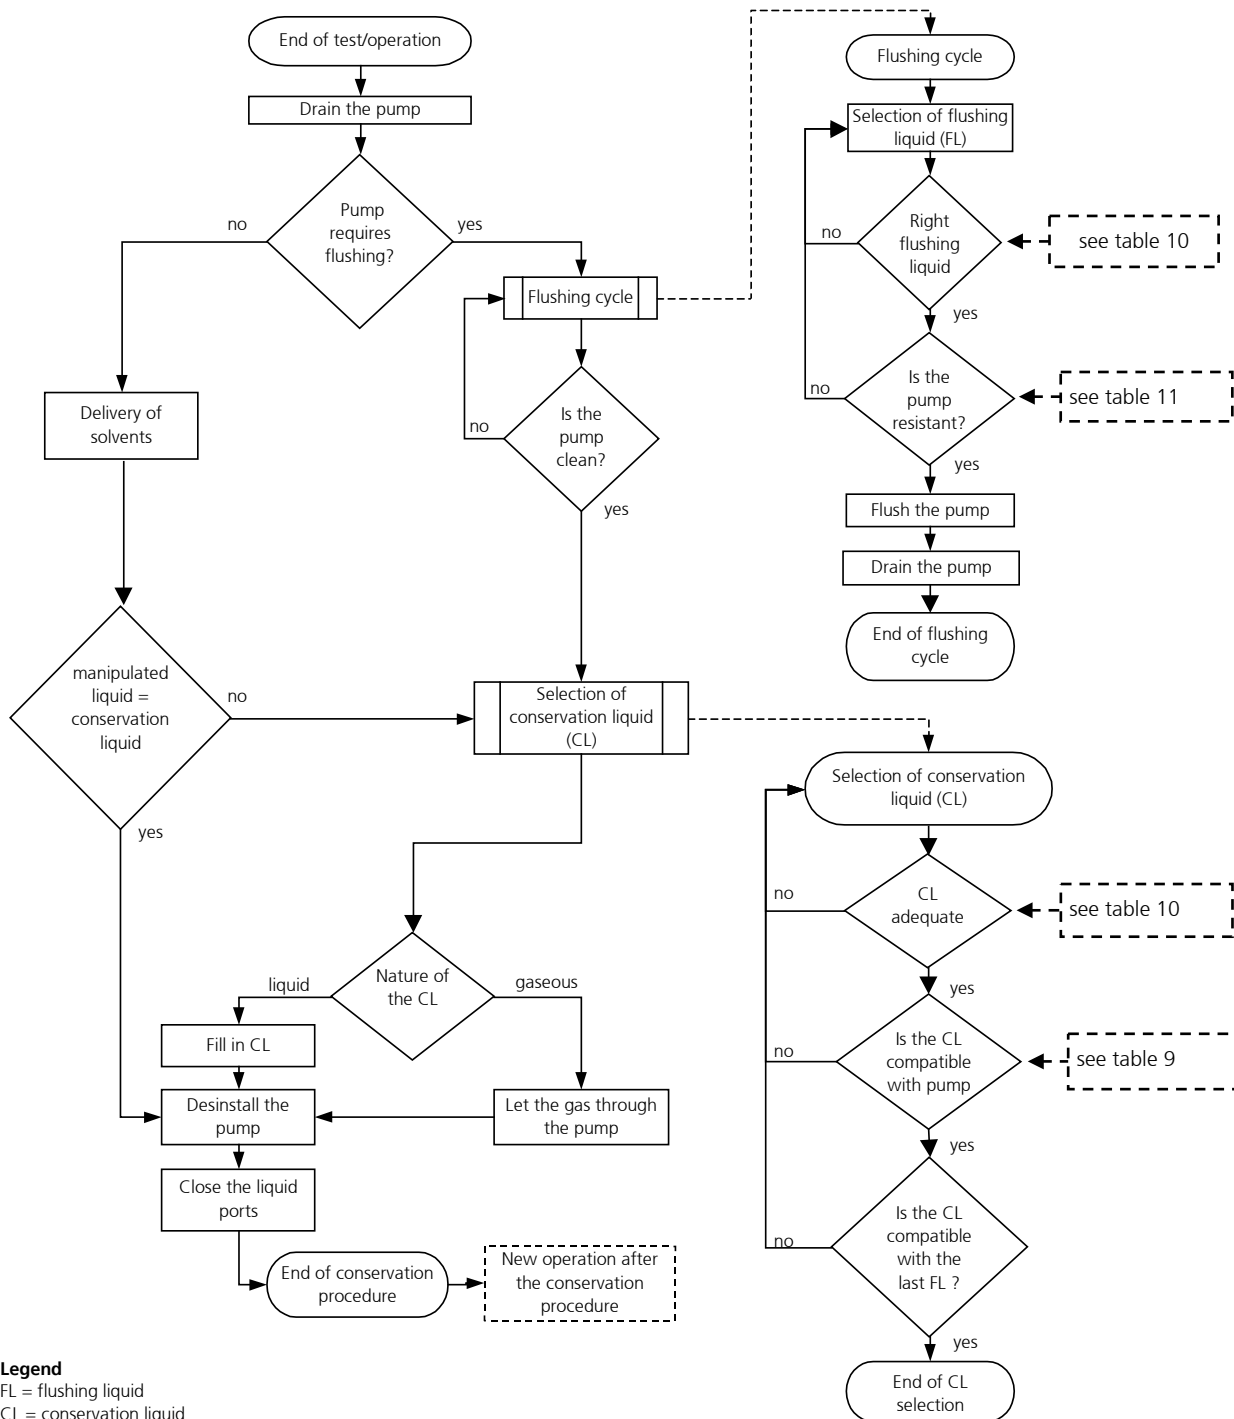 End of test/operation
Drain the pump
Pump
requires
flushing?
no
yes
Flushing cycle
Is the
pump
clean?
no
yes
Delivery of
solvents
manipulated
liquid =
conservation
liquid
no
yes
Selection of
conservation liquid
(CL)
Nature of
the CL
liquid
gaseous
Fill in CL
Desinstall the
pump
Let the gas through
the pump
Close the liquid
ports
End of conservation
procedure
New operation after
the conservation
procedure
Flushing cycle
Selection of flushing
liquid (FL)
Right
flushing
liquid
no
see table 10
yes
Is the
pump
resistant?
no
see table 11
yes
Flush the pump
Drain the pump
End of flushing
cycle
Selection of conservation
liquid (CL)
CL
adequate
no
see table 10
yes
Is the CL
compatible
with pump
no
see table 9
yes
Is the CL
compatible
with the
last FL ?
no
yes
End of CL
selection
Legend
FL = flushing liquid
CL = conservation liquid